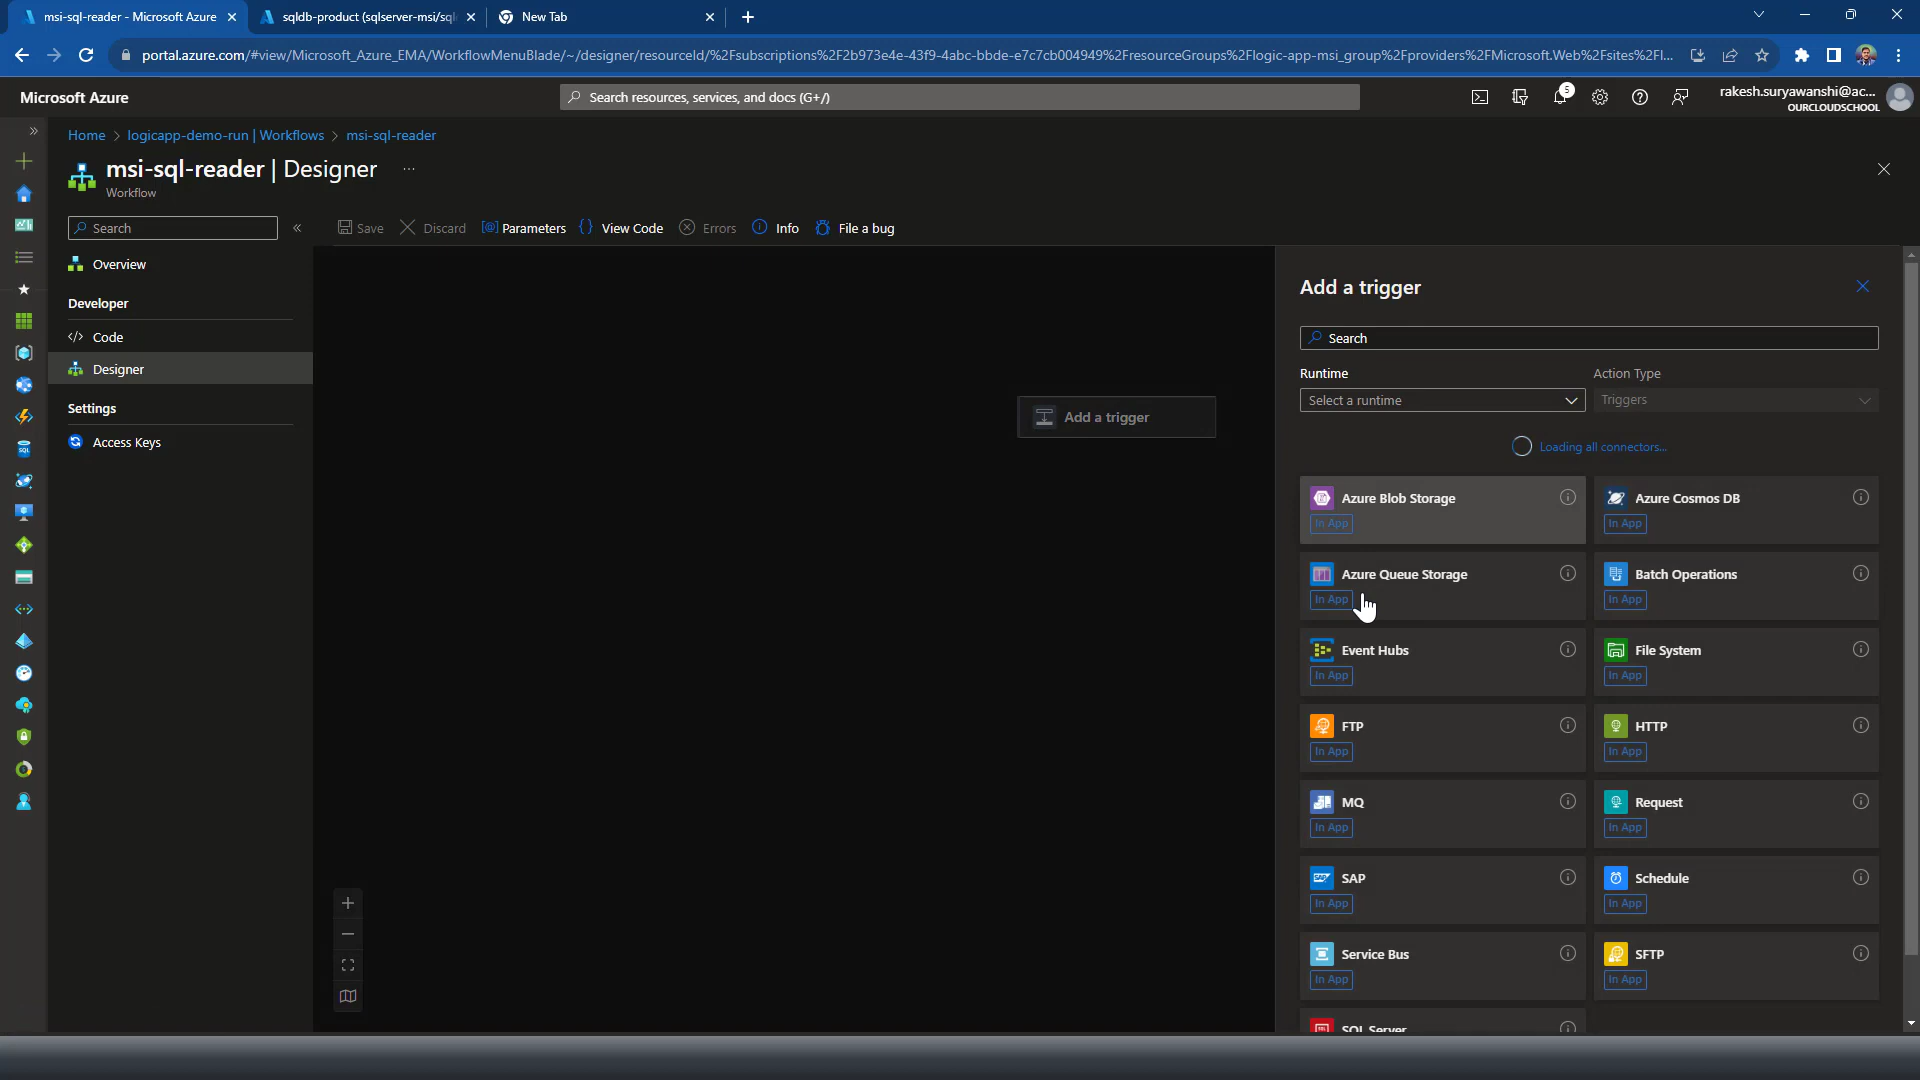 msi-sql-reader - Microsoft Azure
sqldb-product (sqlserver-msi/sql
New Tab
portal.azure.com/#view/Microsoft_Azure_EMA/WorkflowMenuBlade/~/designer/resourceId/%2Fsubscriptions%2F2b973e4e-43f9-4abc-bbde-e7c7cb004949%2FresourceGroups%2Flogic-app-msi_group%2Fproviders%2FMicrosoft.Web%2Fsites%2Fl...
Microsoft Azure
Search resources, services, and docs (G+/)
5
rakesh.suryawanshi@ac...
OURCLOUDSCHOOL
Home > logicapp-demo-run | Workflows > msi-sql-reader
msi-sql-reader | Designer ...
Workflow
Search
Save
Discard
Parameters
View Code
Errors
Info
File a bug
Overview
Developer
Code
Designer
Settings
Access Keys
Add a trigger
Add a trigger
Search
Runtime
Action Type
Select a runtime
Triggers
Loading all connectors...
Azure Blob Storage
In App
Azure Cosmos DB
In App
Azure Queue Storage
In App
Batch Operations
In App
Event Hubs
In App
File System
In App
FTP
In App
HTTP
In App
MQ
In App
Request
In App
SAP
In App
Schedule
In App
Service Bus
In App
SFTP
In App
SQL Server